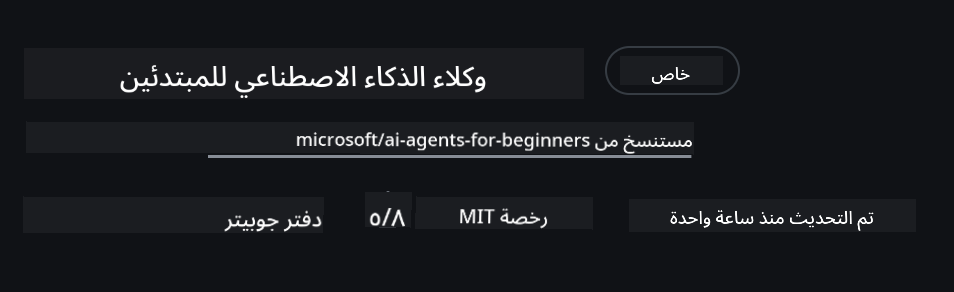 وكلاء الذكاء الاصطناعي للمبتدئين
خاص
مستنسخ من microsoft/ai-agents-for-beginners
دفتر جوبيتر
٥/٨
رخصة MIT
تم التحديث منذ ساعة واحدة